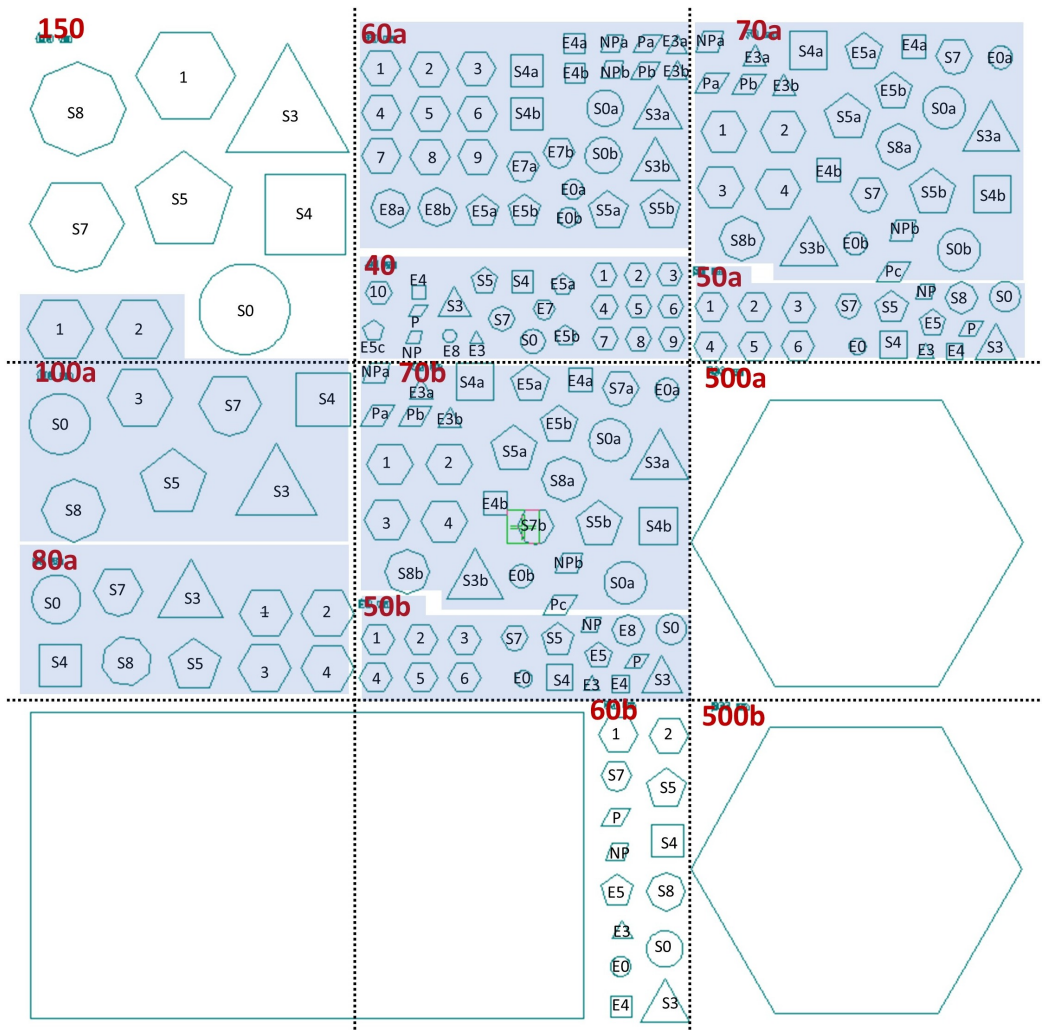 150
S8
1
S3
S7
S5
S4
S0
1 2
60a
E4a NPa Pa E3a
1 2 3 S4a E4b NPb Pb E3b
4 5 6 S4b S0a S3a
7 8 9 E7a E7b S0b S3b
E0a
E8a E8b E5a E5b E0b S5a S5b
40
10 E4 S5 S4 E5a 1 2 3
P S3 S7 E7 4 5 6
E5c NP E8 E3 S0 E5b 7 8 9
70a
NPa E3a S4a E5a E4a S7 E0a
Pa Pb E3b E5b
S5a S0a
1 2 S8a S3a
E4b
3 4 S7 S5b S4b
S8b S3b E0b NPb S0b
Pc
50a
1 2 3 S7 S5 NP S8 S0
4 5 6 E0 S4 E5 P
E3 E4 S3
100a
S0 3 S7 S4
S8 S5 S3
80a
S0 S7 S3 1 2
S4 S8 S5 3 4
70b
NPa E3a S4a E5a E4a S7a E0a
Pa Pb E3b E5b
S5a S0a
1 2 S8a S3a
E4b
3 4 S7b S5b S4b
S8b S3b E0b NPb S0a
Pc
50b
1 2 3 S7 S5 NP E8 S0
4 5 6 E0 S4 E5 P
E3 E4 S3
500a
60b
1 2
S7 S5
P S4
NP
E5 S8
E3
E0 S0
E4 S3
500b